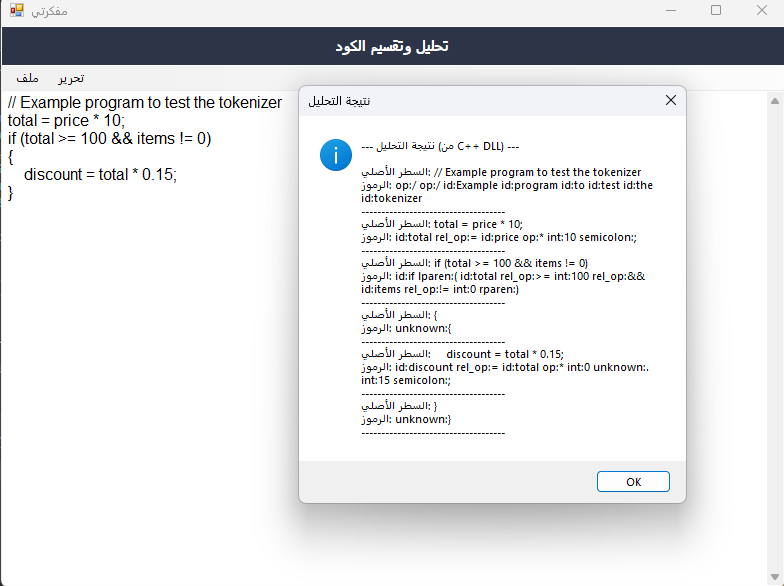 مفكرتي
تحليل وتقسيم الكود
ملف تحرير
// Example program to test the tokenizer
total = price * 10;
if (total >= 100 && items != 0)
{
    discount = total * 0.15;
}
نتيجة التحليل
--- نتيجة التحليل (من C++ DLL) ---
السطر الأصلي: // Example program to test the tokenizer
الرموز: op:/ op:/ id:Example id:program id:to id:test id:the
id:tokenizer
-----------------------------------
السطر الأصلي: total = price * 10;
الرموز: id:total rel_op:= id:price op:* int:10 semicolon:;
-----------------------------------
السطر الأصلي: if (total >= 100 && items != 0)
الرموز: id:if lparen:( id:total rel_op:>= int:100 rel_op:&&
id:items rel_op:!= int:0 rparen:)
-----------------------------------
السطر الأصلي: {
الرموز: unknown:{
-----------------------------------
السطر الأصلي:     discount = total * 0.15;
الرموز: id:discount rel_op:= id:total op:* int:0 unknown:.
int:15 semicolon:;
-----------------------------------
السطر الأصلي: }
الرموز: unknown:}
-----------------------------------
OK